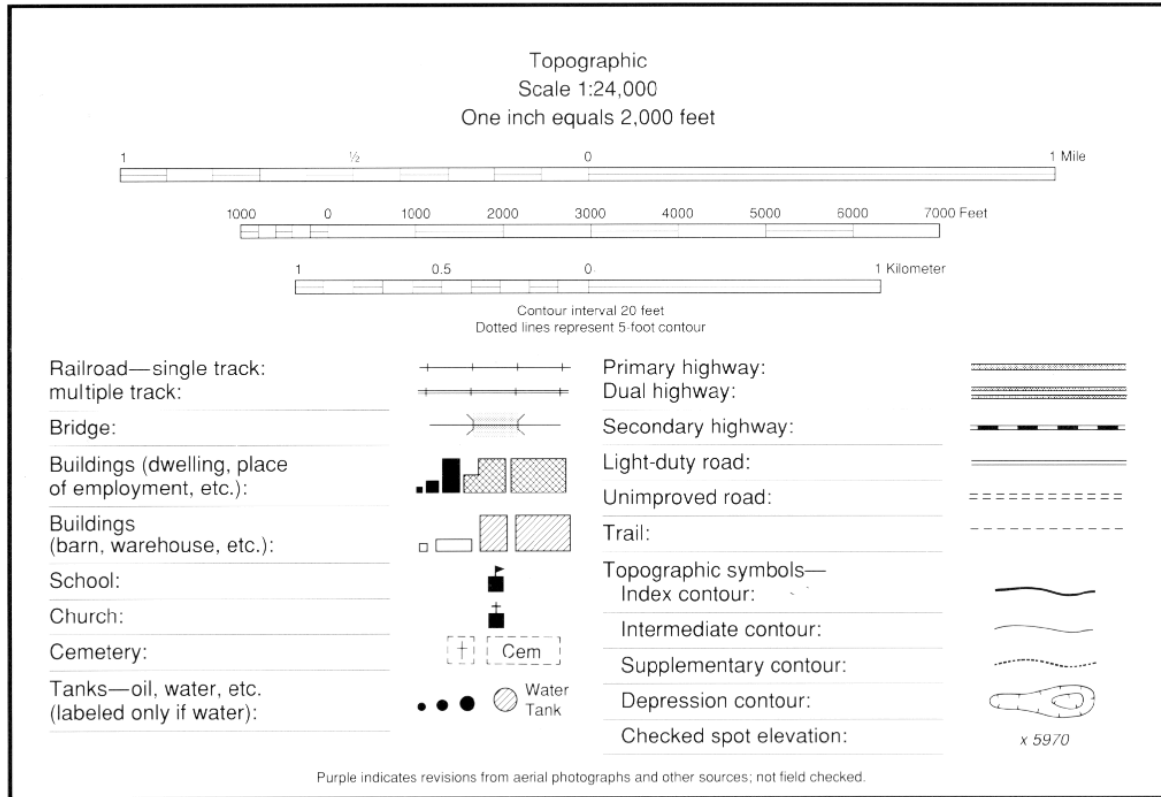 Topographic
Scale 1:24,000
One inch equals 2,000 feet
1 ½ 0 1 Mile
1000 0 1000 2000 3000 4000 5000 6000 7000 Feet
1 0.5 0 1 Kilometer
Contour interval 20 feet
Dotted lines represent 5-foot contour
Railroad—single track:
multiple track:
Bridge:
Buildings (dwelling, place
of employment, etc.):
Buildings
(barn, warehouse, etc.):
School:
Church:
Cemetery:
Cem
Tanks—oil, water, etc.
(labeled only if water):
Water
Tank
Primary highway:
Dual highway:
Secondary highway:
Light-duty road:
Unimproved road:
Trail:
Topographic symbols—
Index contour:
Intermediate contour:
Supplementary contour:
Depression contour:
Checked spot elevation:
x 5970
Purple indicates revisions from aerial photographs and other sources; not field checked.